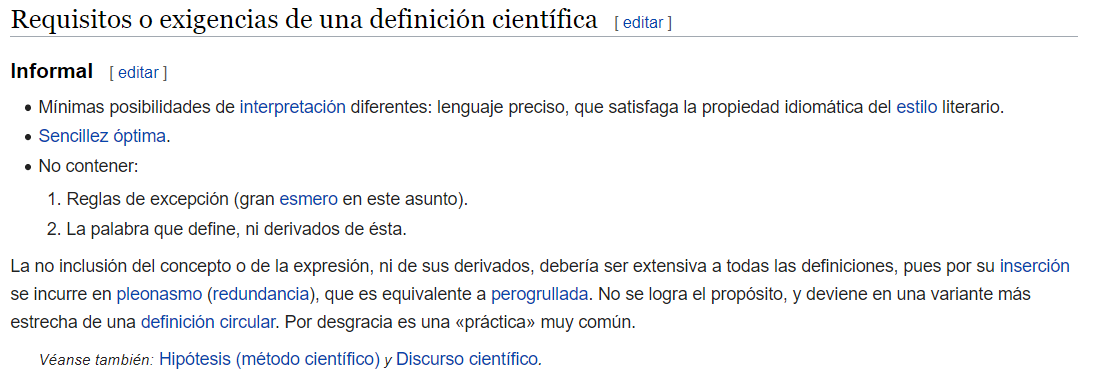 Requisitos o exigencias de una definición científica [ editar ]
Informal [ editar ]
• Mínimas posibilidades de interpretación diferentes: lenguaje preciso, que satisfaga la propiedad idiomática del estilo literario.
• Sencillez óptima.
• No contener:
1. Reglas de excepción (gran esmero en este asunto).
2. La palabra que define, ni derivados de ésta.
La no inclusión del concepto o de la expresión, ni de sus derivados, debería ser extensiva a todas las definiciones, pues por su inserción
se incurre en pleonasmo (redundancia), que es equivalente a perogrullada. No se logra el propósito, y deviene en una variante más
estrecha de una definición circular. Por desgracia es una «práctica» muy común.
Véanse también: Hipótesis (método científico) y Discurso científico.